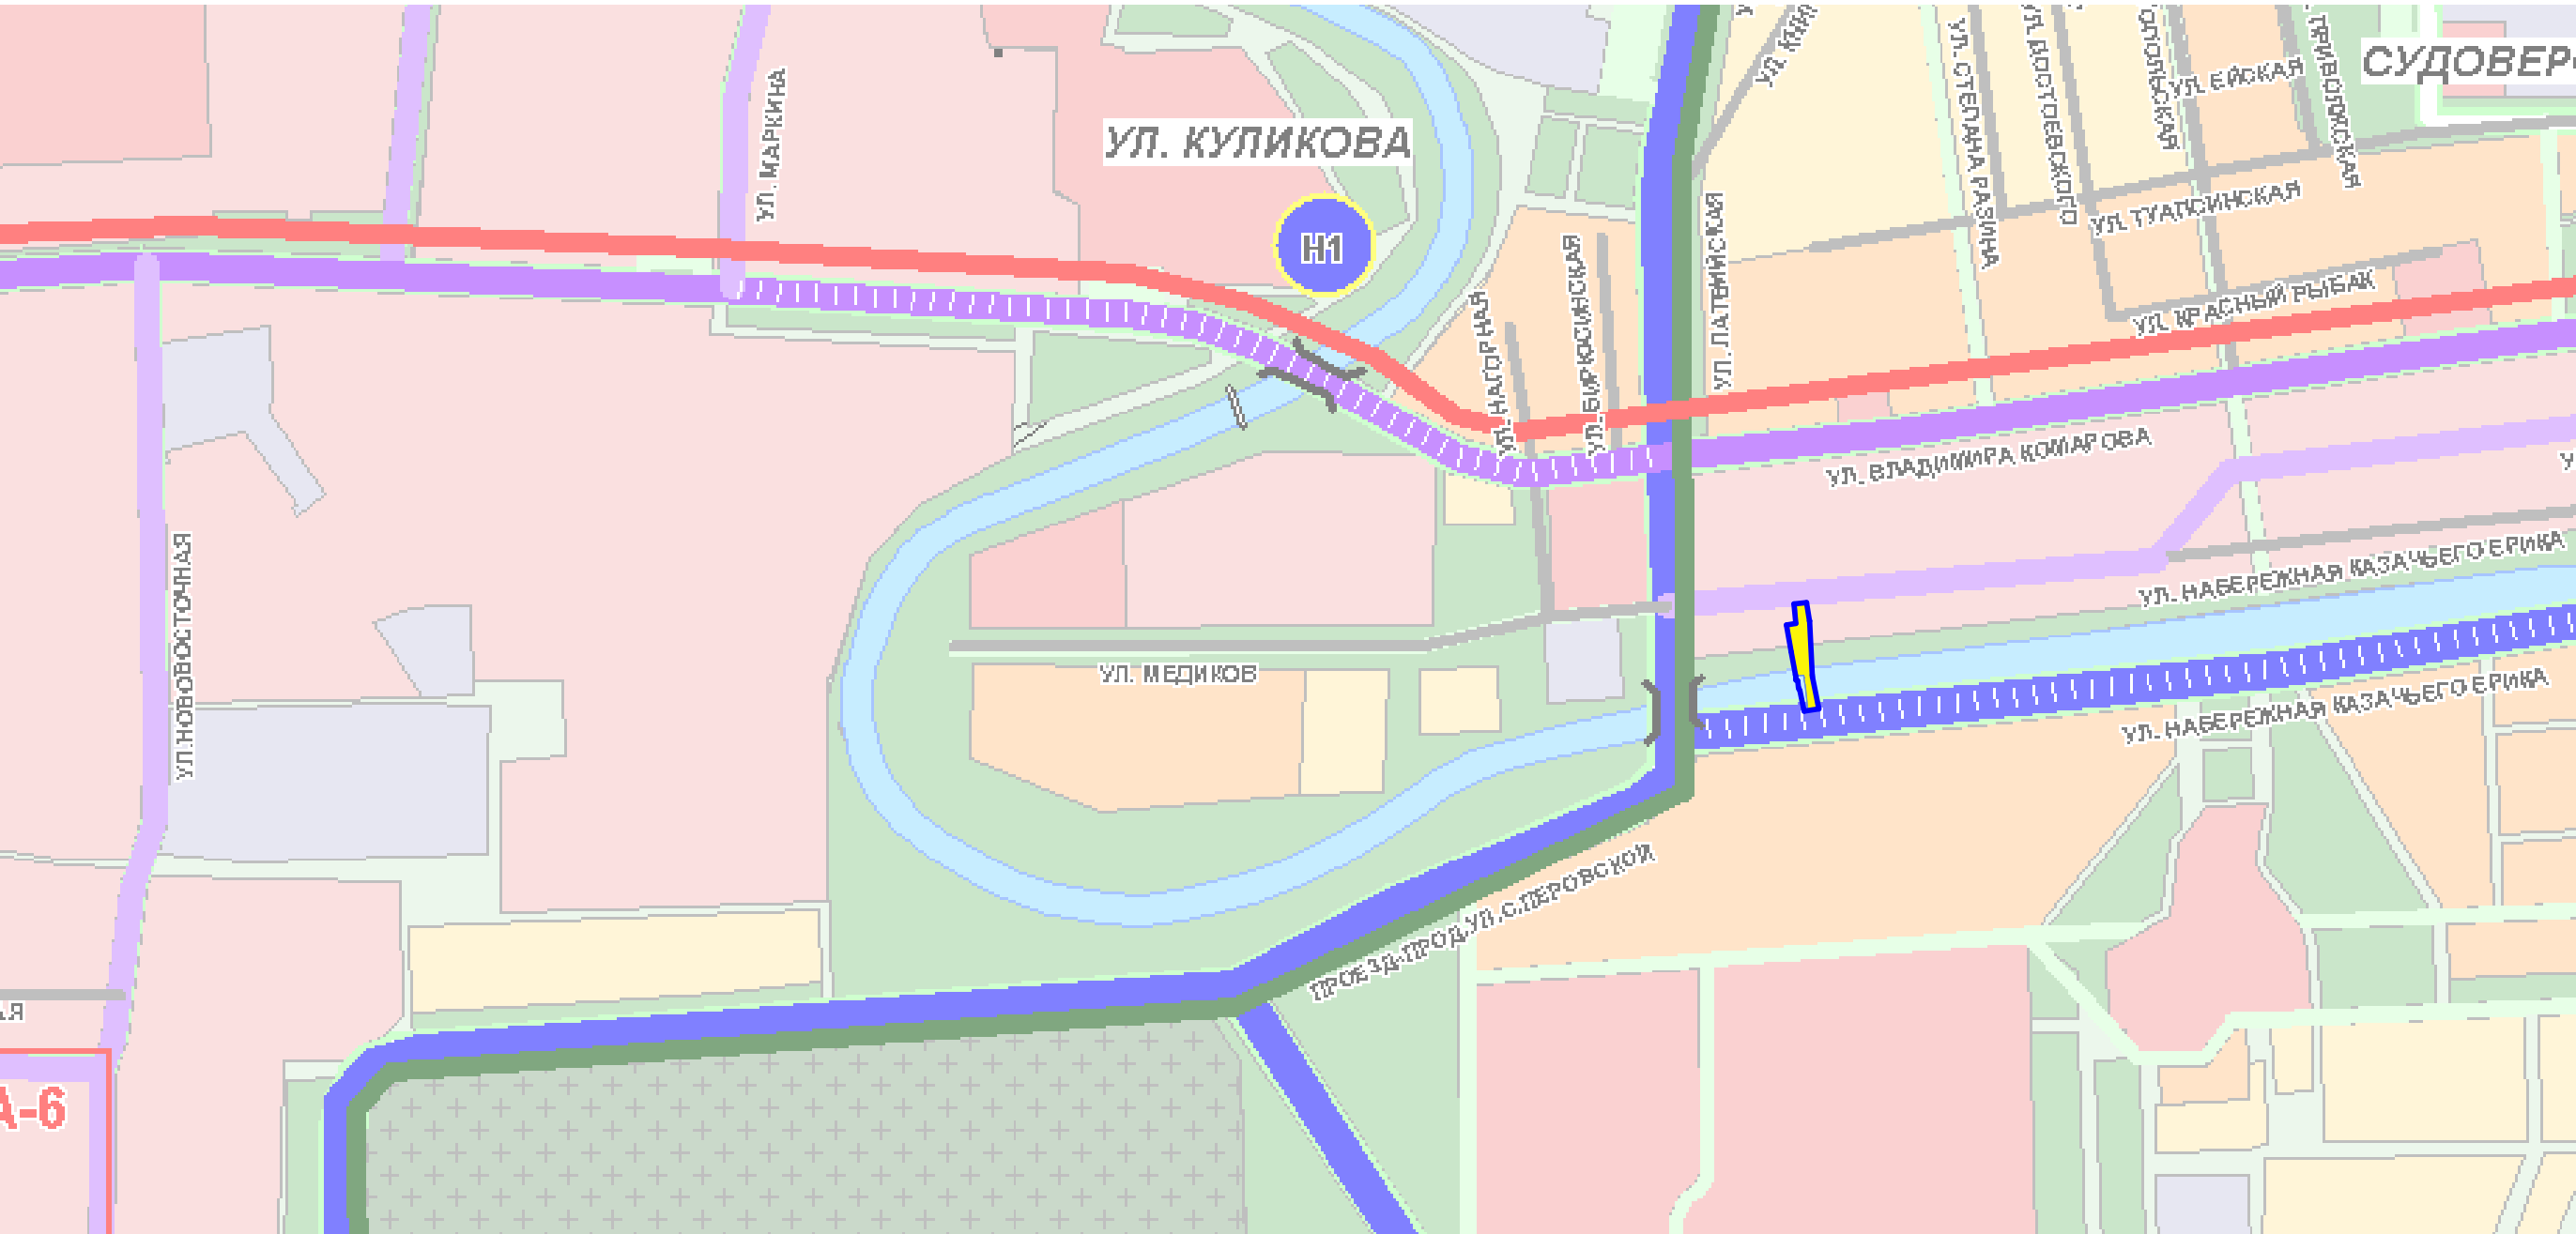 УЛ. СТЕПАНА РАЗИНА
УЛ. ДОСТОЕВСКОГО
УЛ. ЕЙСКАЯ
СУДОВЕР
УЛ. МАРКИНА
УЛ. КУЛИКОВА
Н1
УЛ. ЛАТВИЙСКАЯ
УЛ. ТУАПСИНСКАЯ
УЛ. КРАСНЫЙ РЫБАК
УЛ. НАГОРНАЯ
УЛ. БИРЮСИНСКАЯ
УЛ. ВЛАДИМИРА КОМАРОВА
УЛ. НАБЕРЕЖНАЯ КАЗАЧЬЕГО ЕРИКА
УЛ.НОВОВОСТОЧНАЯ
УЛ. МЕДИКОВ
УЛ. НАБЕРЕЖНАЯ КАЗАЧЬЕГО ЕРИКА
ПРОЕЗД-ПРОД.УЛ.С.ПЕРОВСКОЙ
АЯ
А-6